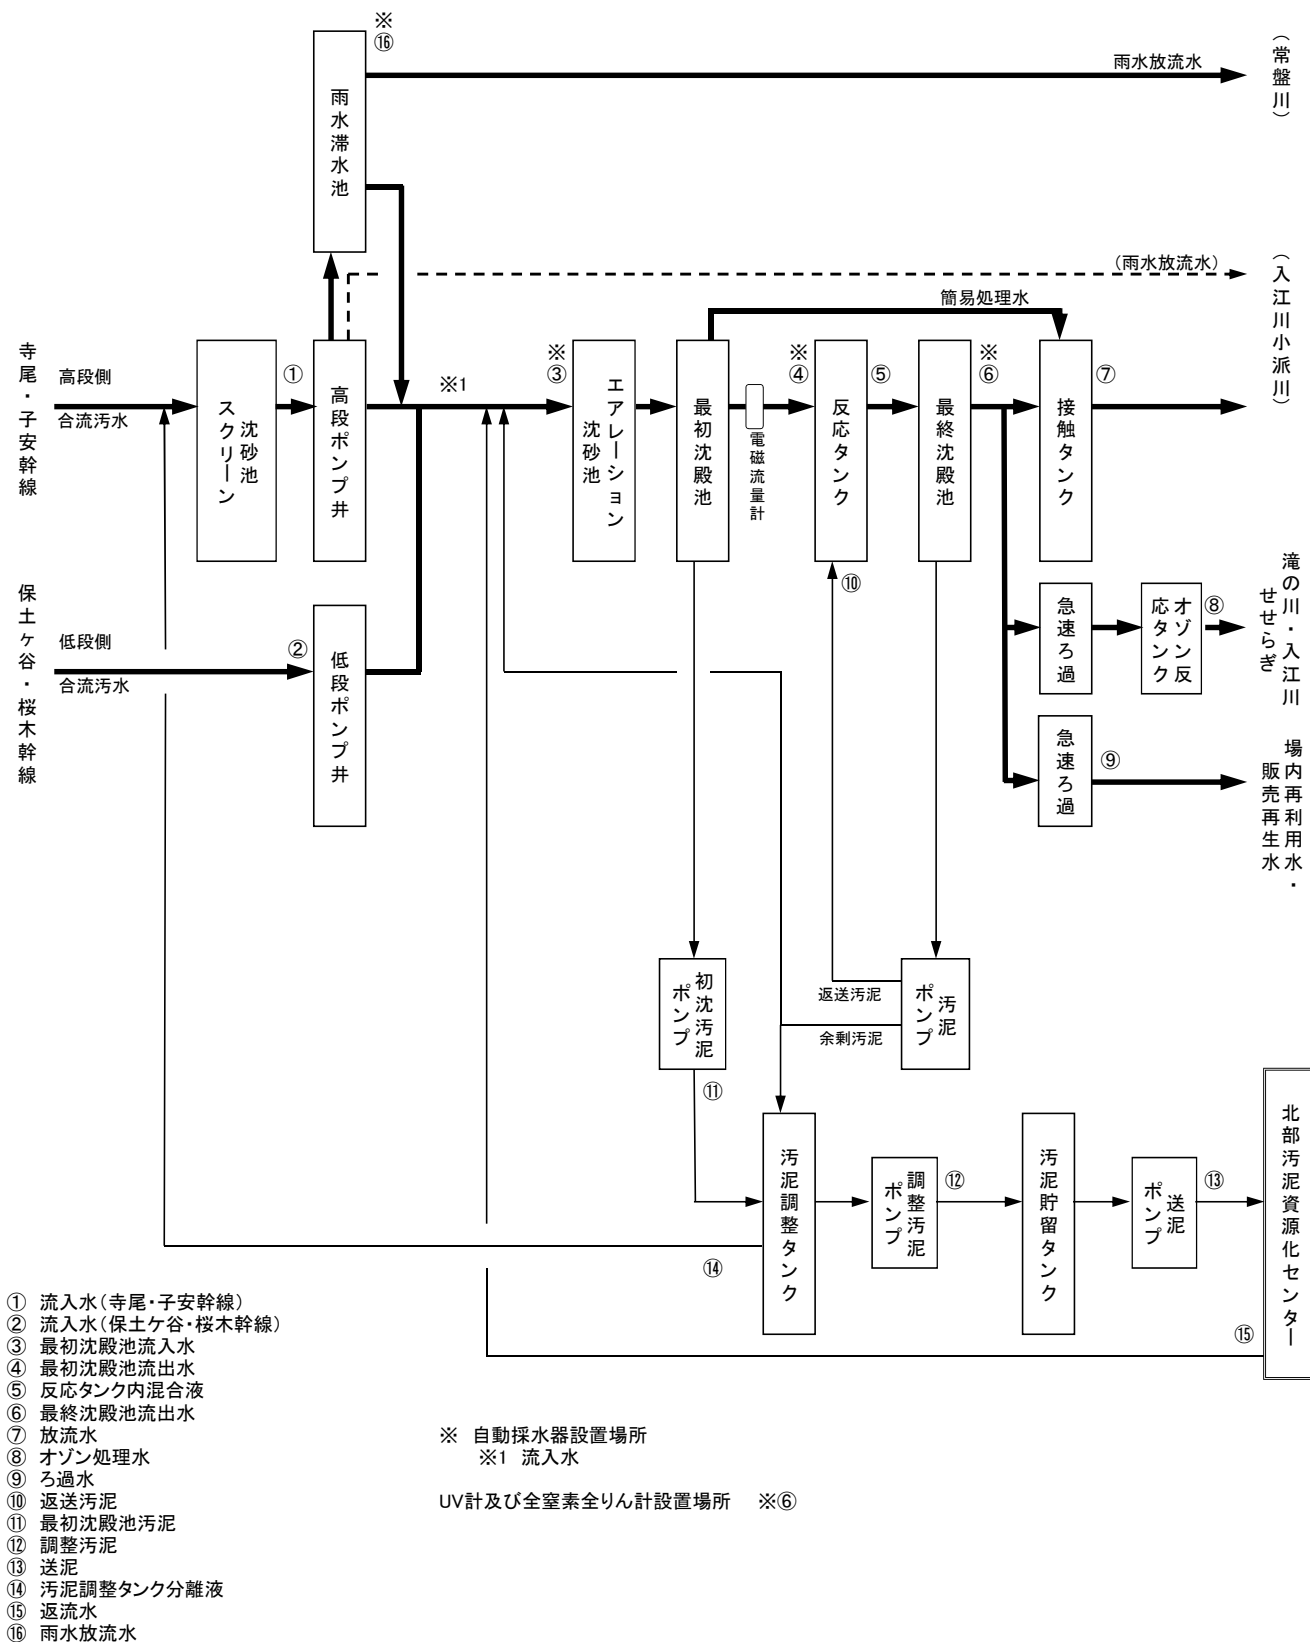 ※
⑯
雨水滞水池
雨水放流水
（常盤川）
（雨水放流水）
（入江川小派川）
簡易処理水
寺尾・子安幹線
高段側
合流汚水
沈砂池
スクリーン
①
高段ポンプ井
※1
※
③
エアレーション
沈砂池
最初沈殿池
電磁流量計
※
④
反応タンク
⑤
最終沈殿池
※
⑥
接触タンク
⑦
保土ヶ谷・桜木幹線
低段側
合流汚水
②
低段ポンプ井
⑩
急速ろ過
オゾン反
応タンク
⑧
滝の川・入江川
せせらぎ
急速ろ過
⑨
場内再利用水・
販売再生水
初沈汚泥
ポンプ
返送汚泥
余剰汚泥
汚泥
ポンプ
⑪
汚泥調整タンク
調整汚泥
ポンプ
⑫
汚泥貯留タンク
送泥
ポンプ
⑬
北部汚泥資源化センター
⑭
⑮
① 流入水（寺尾・子安幹線）
② 流入水（保土ケ谷・桜木幹線）
③ 最初沈殿池流入水
④ 最初沈殿池流出水
⑤ 反応タンク内混合液
⑥ 最終沈殿池流出水
⑦ 放流水
⑧ オゾン処理水
⑨ ろ過水
⑩ 返送汚泥
⑪ 最初沈殿池汚泥
⑫ 調整汚泥
⑬ 送泥
⑭ 汚泥調整タンク分離液
⑮ 返流水
⑯ 雨水放流水
※ 自動採水器設置場所
※1 流入水
UV計及び全窒素全りん計設置場所 ※⑥